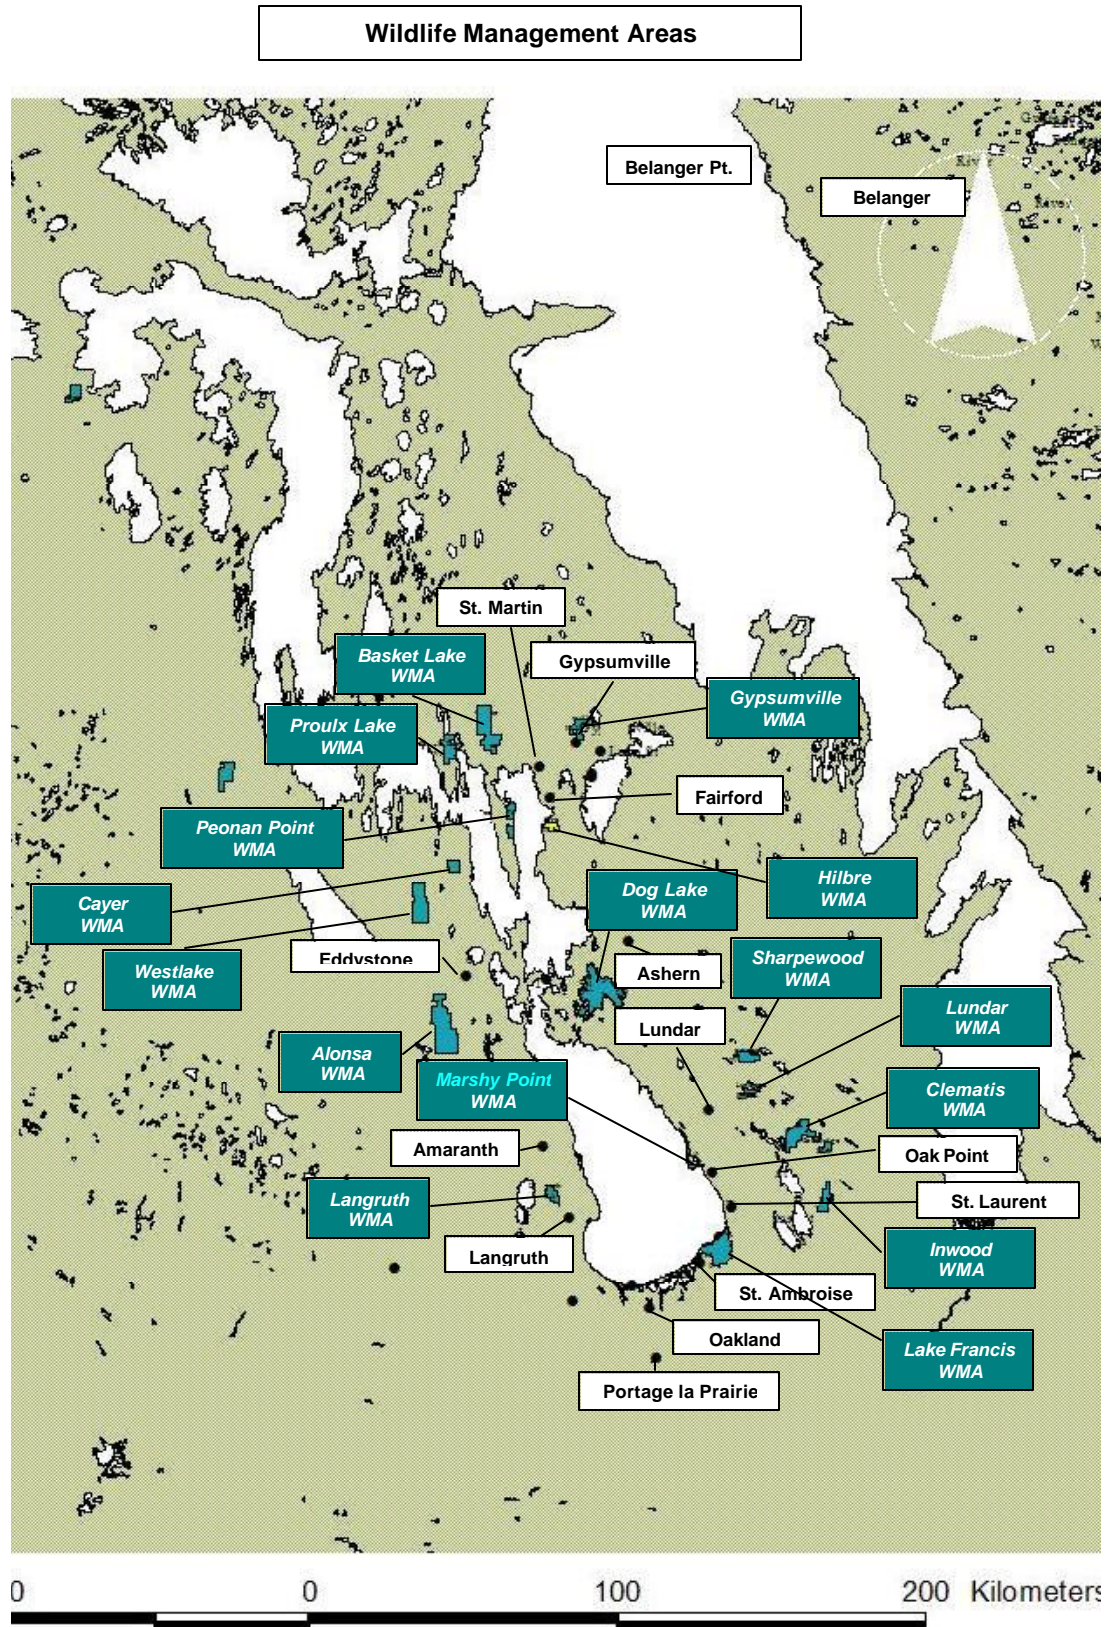 Wildlife Management Areas
Belanger Pt.
Belanger
St. Martin
Basket Lake
WMA
Gypsumville
Gypsumville
WMA
Proulx Lake
WMA
Fairford
Peonan Point
WMA
Hilbre
WMA
Dog Lake
WMA
Cayer
WMA
Westlake
WMA
Eddystone
Ashern
Sharpewood
WMA
Lundar
Lundar
WMA
Alonsa
WMA
Marshy Point
WMA
Clematis
WMA
Amaranth
Oak Point
Langruth
WMA
St. Laurent
Langruth
Inwood
WMA
St. Ambroise
Oakland
Lake Francis
WMA
Portage la Prairie
0 0 100 200 Kilometers